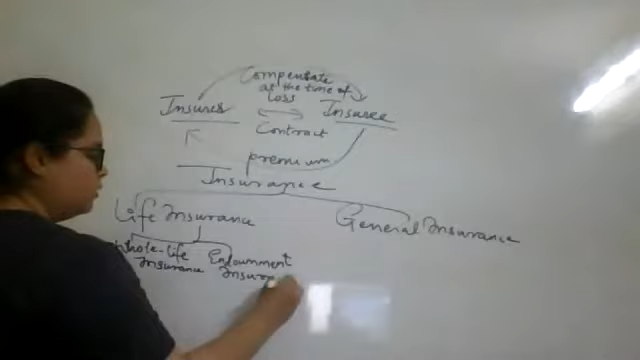 Compensate
at the time of
loss
Insurer Insuree
Contract
premium
Insurance
Life Insurance General Insurance
Whole-life Endowment
Insurance Insur